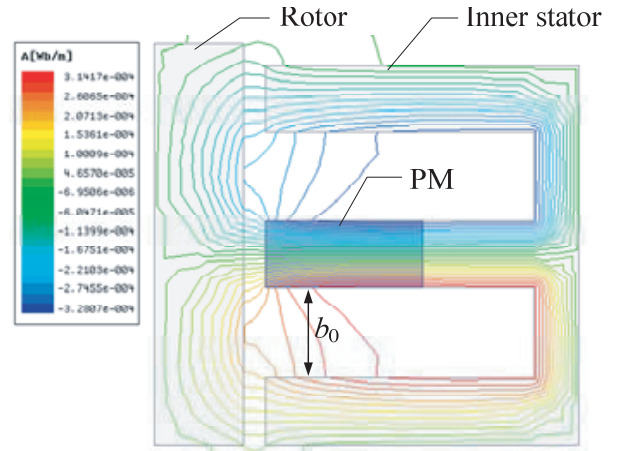 Rotor
Inner stator
A[Wb/m]
3.1417e-004
2.6065e-004
2.0713e-004
1.5361e-004
1.0009e-004
4.6570e-005
-6.9506e-006
-6.0471e-005
-1.1399e-004
-1.6751e-004
-2.2103e-004
-2.7455e-004
-3.2807e-004
PM
b0